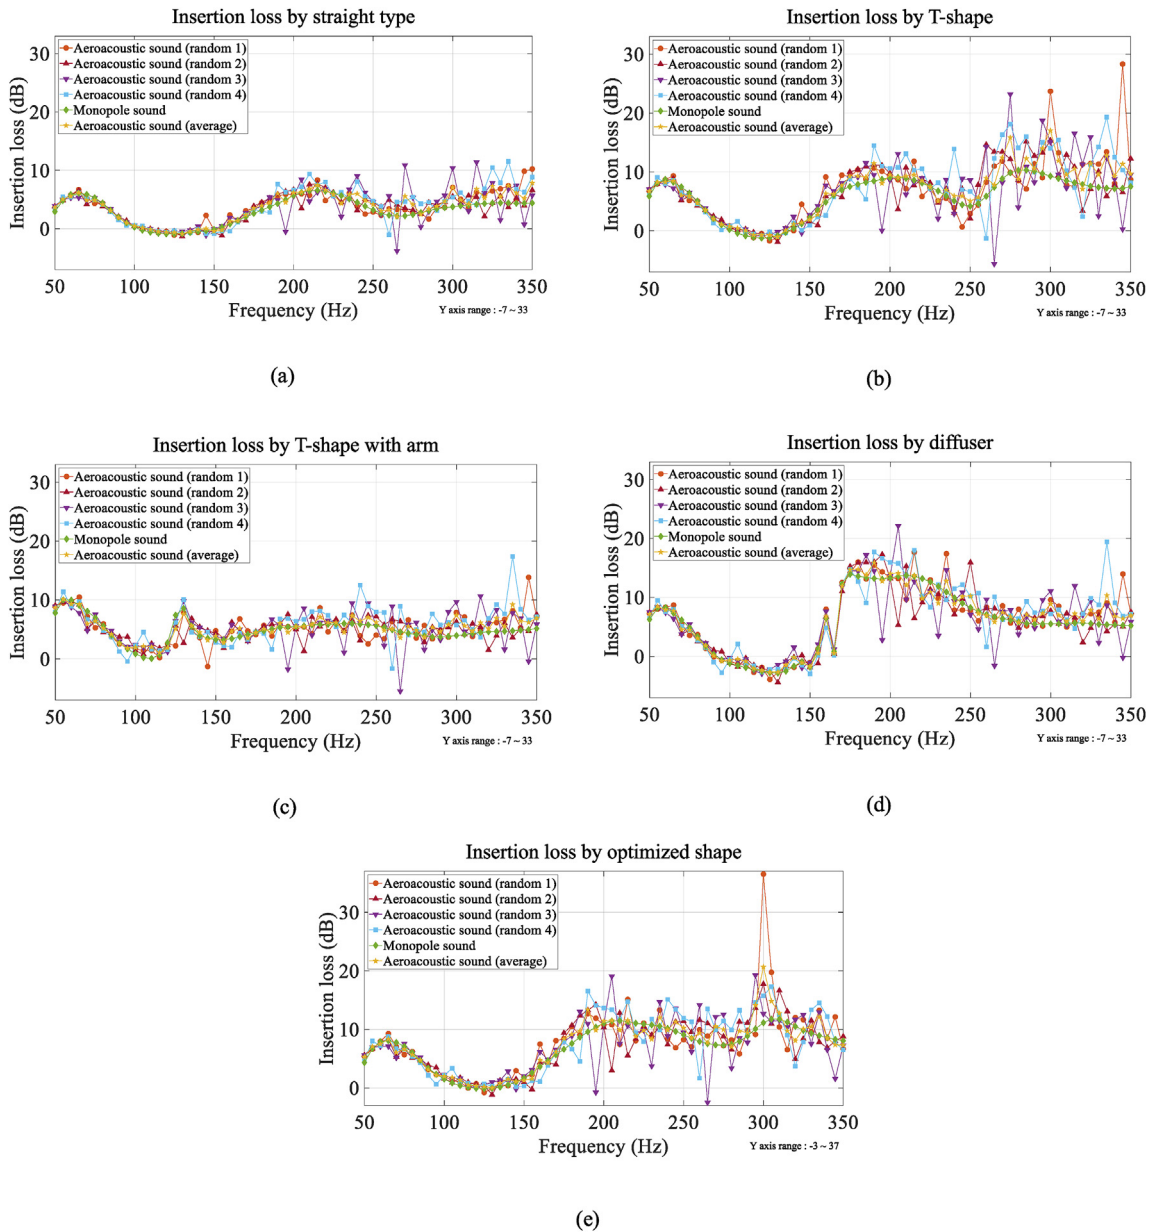 Insertion loss by straight type
Insertion loss (dB)
30
20
10
0
Aeroacoustic sound (random 1)
Aeroacoustic sound (random 2)
Aeroacoustic sound (random 3)
Aeroacoustic sound (random 4)
Monopole sound
Aeroacoustic sound (average)
50 100 150 200 250 300 350
Frequency (Hz)
Y axis range : -7 ~ 33
(a)
Insertion loss by T-shape
Insertion loss (dB)
30
20
10
0
Aeroacoustic sound (random 1)
Aeroacoustic sound (random 2)
Aeroacoustic sound (random 3)
Aeroacoustic sound (random 4)
Monopole sound
Aeroacoustic sound (average)
50 100 150 200 250 300 350
Frequency (Hz)
Y axis range : -7 ~ 33
(b)
Insertion loss by T-shape with arm
Insertion loss (dB)
30
20
10
0
Aeroacoustic sound (random 1)
Aeroacoustic sound (random 2)
Aeroacoustic sound (random 3)
Aeroacoustic sound (random 4)
Monopole sound
Aeroacoustic sound (average)
50 100 150 200 250 300 350
Frequency (Hz)
Y axis range : -7 ~ 33
(c)
Insertion loss by diffuser
Insertion loss (dB)
30
20
10
0
Aeroacoustic sound (random 1)
Aeroacoustic sound (random 2)
Aeroacoustic sound (random 3)
Aeroacoustic sound (random 4)
Monopole sound
Aeroacoustic sound (average)
50 100 150 200 250 300 350
Frequency (Hz)
Y axis range : -7 ~ 33
(d)
Insertion loss by optimized shape
Insertion loss (dB)
30
20
10
0
Aeroacoustic sound (random 1)
Aeroacoustic sound (random 2)
Aeroacoustic sound (random 3)
Aeroacoustic sound (random 4)
Monopole sound
Aeroacoustic sound (average)
50 100 150 200 250 300 350
Frequency (Hz)
Y axis range : -3 ~ 37
(e)